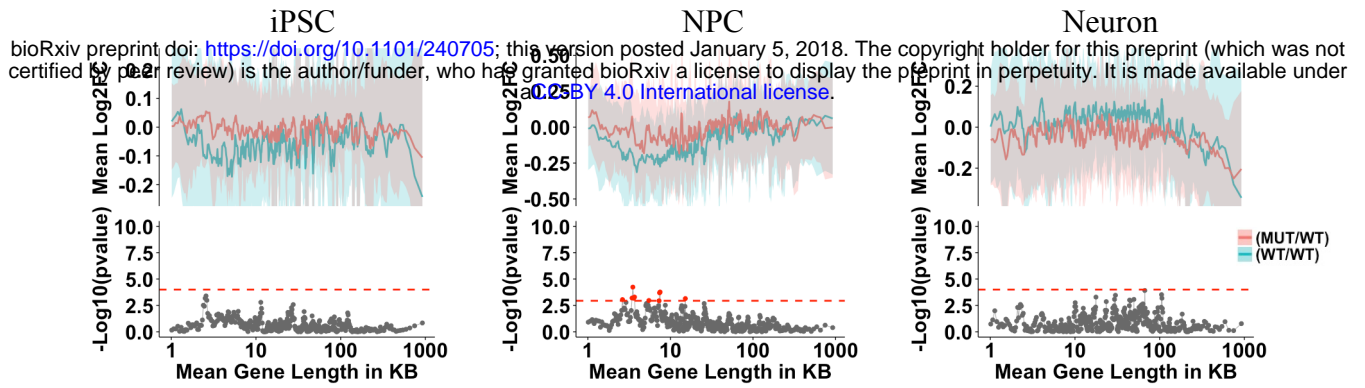 iPSC NPC Neuron
bioRxiv preprint doi: https://doi.org/10.1101/240705; this version posted January 5, 2018. The copyright holder for this preprint (which was not
certified by peer review) is the author/funder, who has granted bioRxiv a license to display the preprint in perpetuity. It is made available under
aCC-BY 4.0 International license.
Mean Log2FC
0.2
0.1
0.0
-0.1
-0.2
Mean Log2FC
0.50
0.25
0.00
-0.25
-0.50
Mean Log2FC
0.2
0.0
-0.2
-Log10(pvalue)
10.0
7.5
5.0
2.5
0.0
1 10 100 1000
Mean Gene Length in KB
-Log10(pvalue)
10.0
7.5
5.0
2.5
0.0
1 10 100 1000
Mean Gene Length in KB
-Log10(pvalue)
10.0
7.5
5.0
2.5
0.0
1 10 100 1000
Mean Gene Length in KB
(MUT/WT)
(WT/WT)